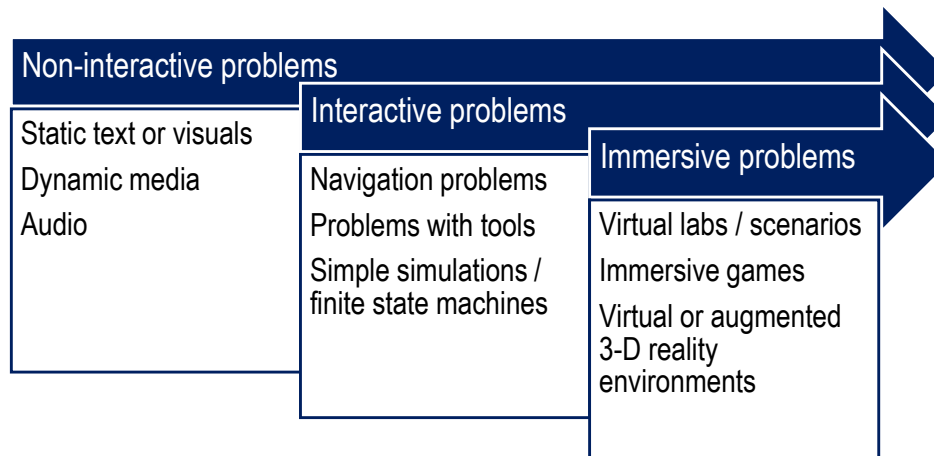 Non-interactive problems
Static text or visuals
Dynamic media
Audio
Interactive problems
Navigation problems
Problems with tools
Simple simulations /
finite state machines
Immersive problems
Virtual labs / scenarios
Immersive games
Virtual or augmented
3-D reality
environments